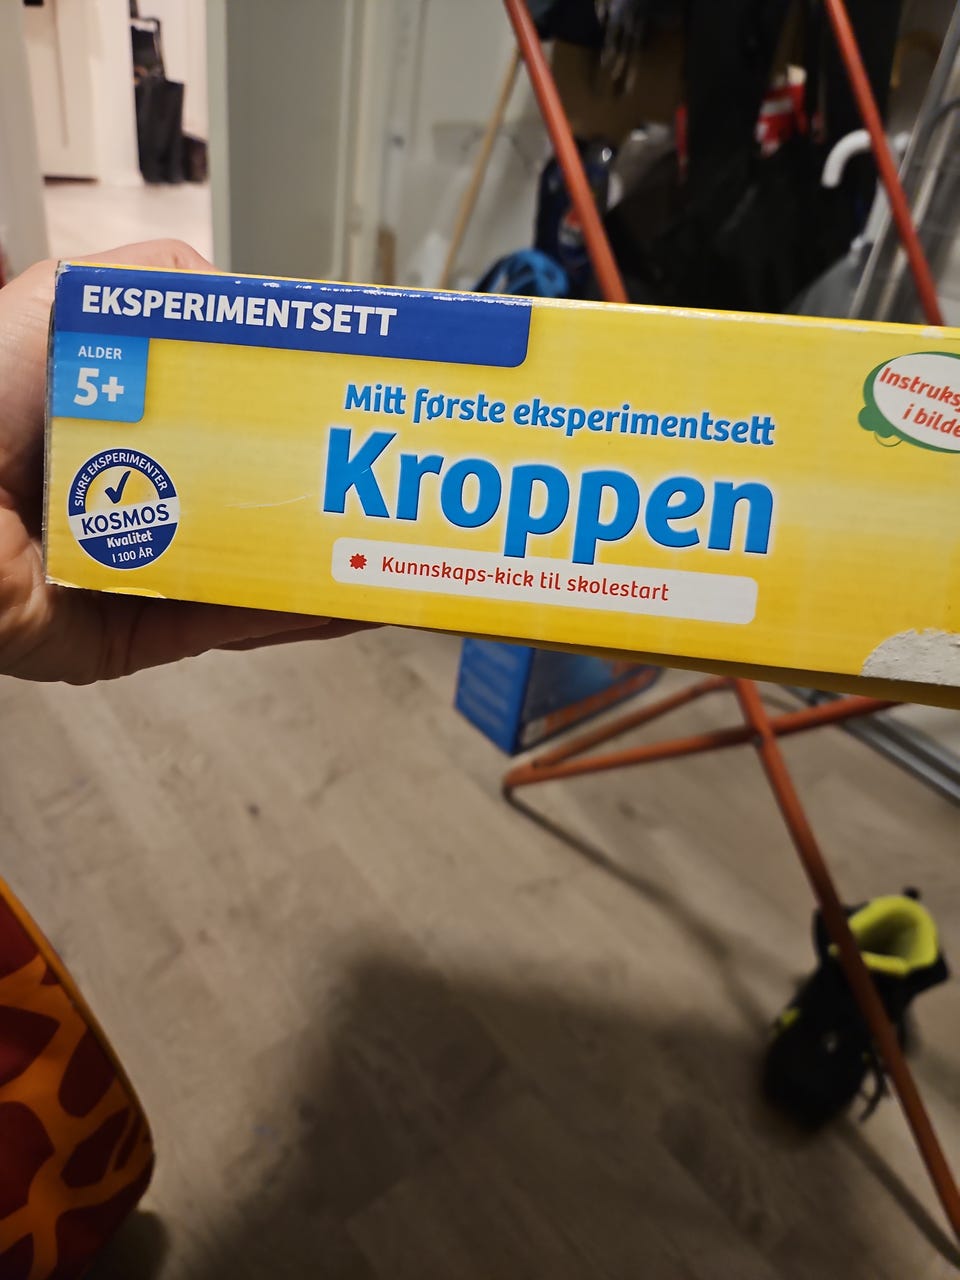 EKSPERIMENTSETT
ALDER
5+
Mitt første eksperimentsett
Kroppen
Kunnskaps-kick til skolestart
SIKRE EKSPERIMENTER
KOSMOS
Kvalitet
I 100 ÅR
i